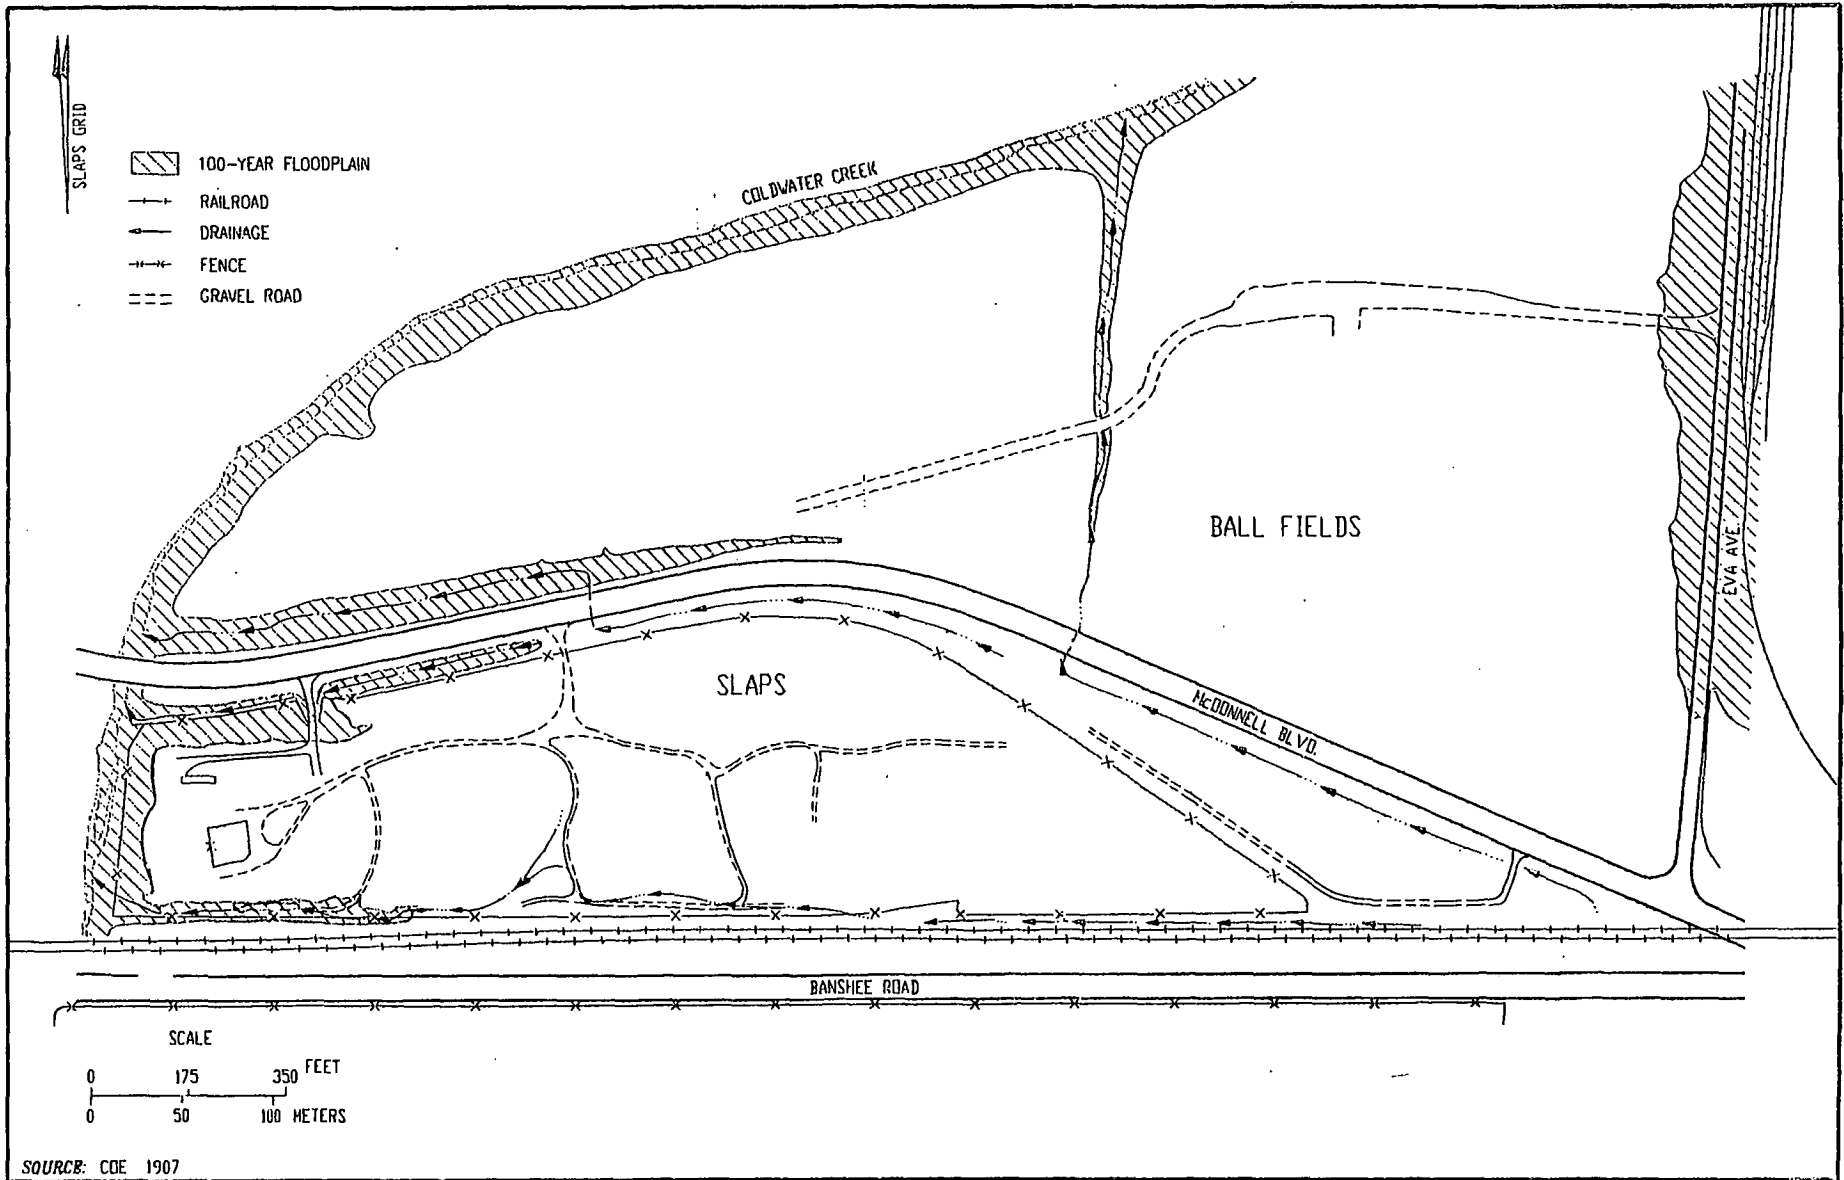 SLAPS GRID
100-YEAR FLOODPLAIN
RAILROAD
DRAINAGE
FENCE
GRAVEL ROAD
COLDWATER CREEK
BALL FIELDS
EVA AVE.
SLAPS
McDONNELL BLVD.
BANSHEE ROAD
SCALE
0 175 350 FEET
0 50 100 METERS
SOURCE: COE 1907